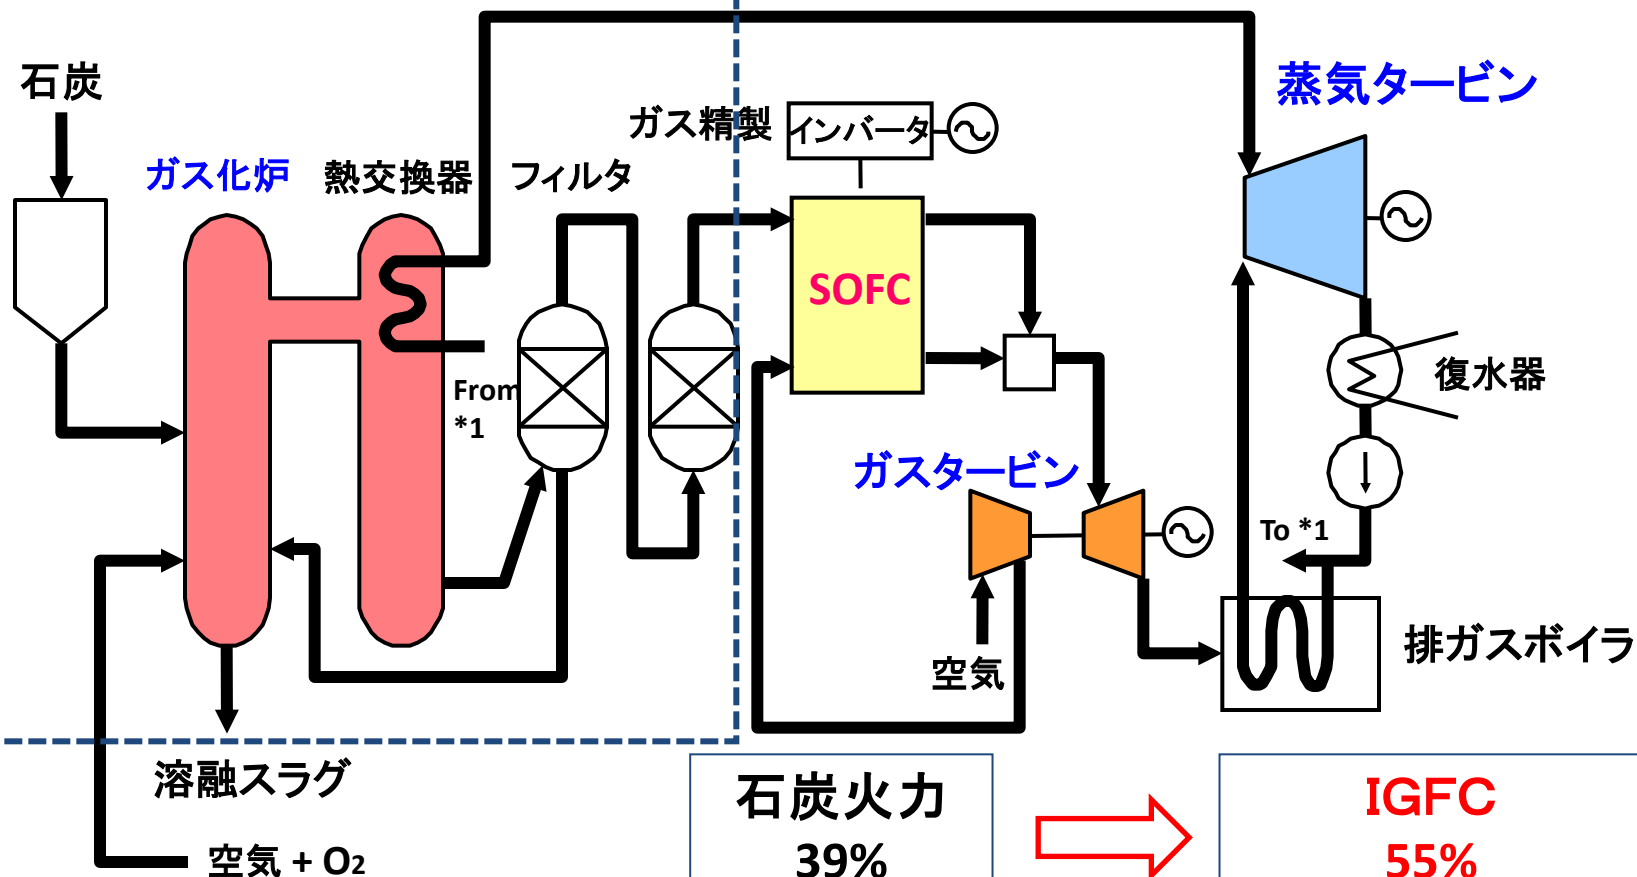 石炭
ガス化炉
熱交換器
フィルタ
ガス精製
インバータ
蒸気タービン
SOFC
From
*1
復水器
ガスタービン
To *1
空気
排ガスボイラ
溶融スラグ
空気 + O2
石炭火力
39%
IGFC
55%